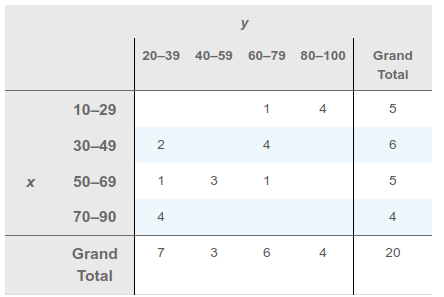 y
20–39 40–59 60–79 80–100 Grand Total
10–29 1 4 5
30–49 2 4 6
x 50–69 1 3 1 5
70–90 4 4
Grand Total 7 3 6 4 20